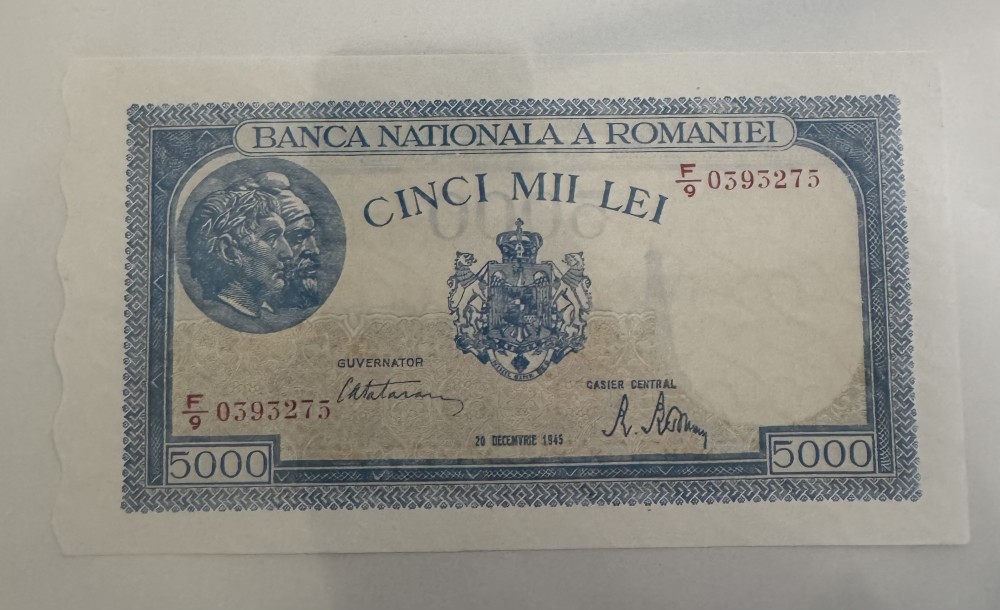 BANCA NATIONALA A ROMANIEI
CINCI MII LEI
F/9 0393275
GUVERNATOR
CASIER CENTRAL
F/9 0393275
20 DECEMVRIE 1945
5000
5000